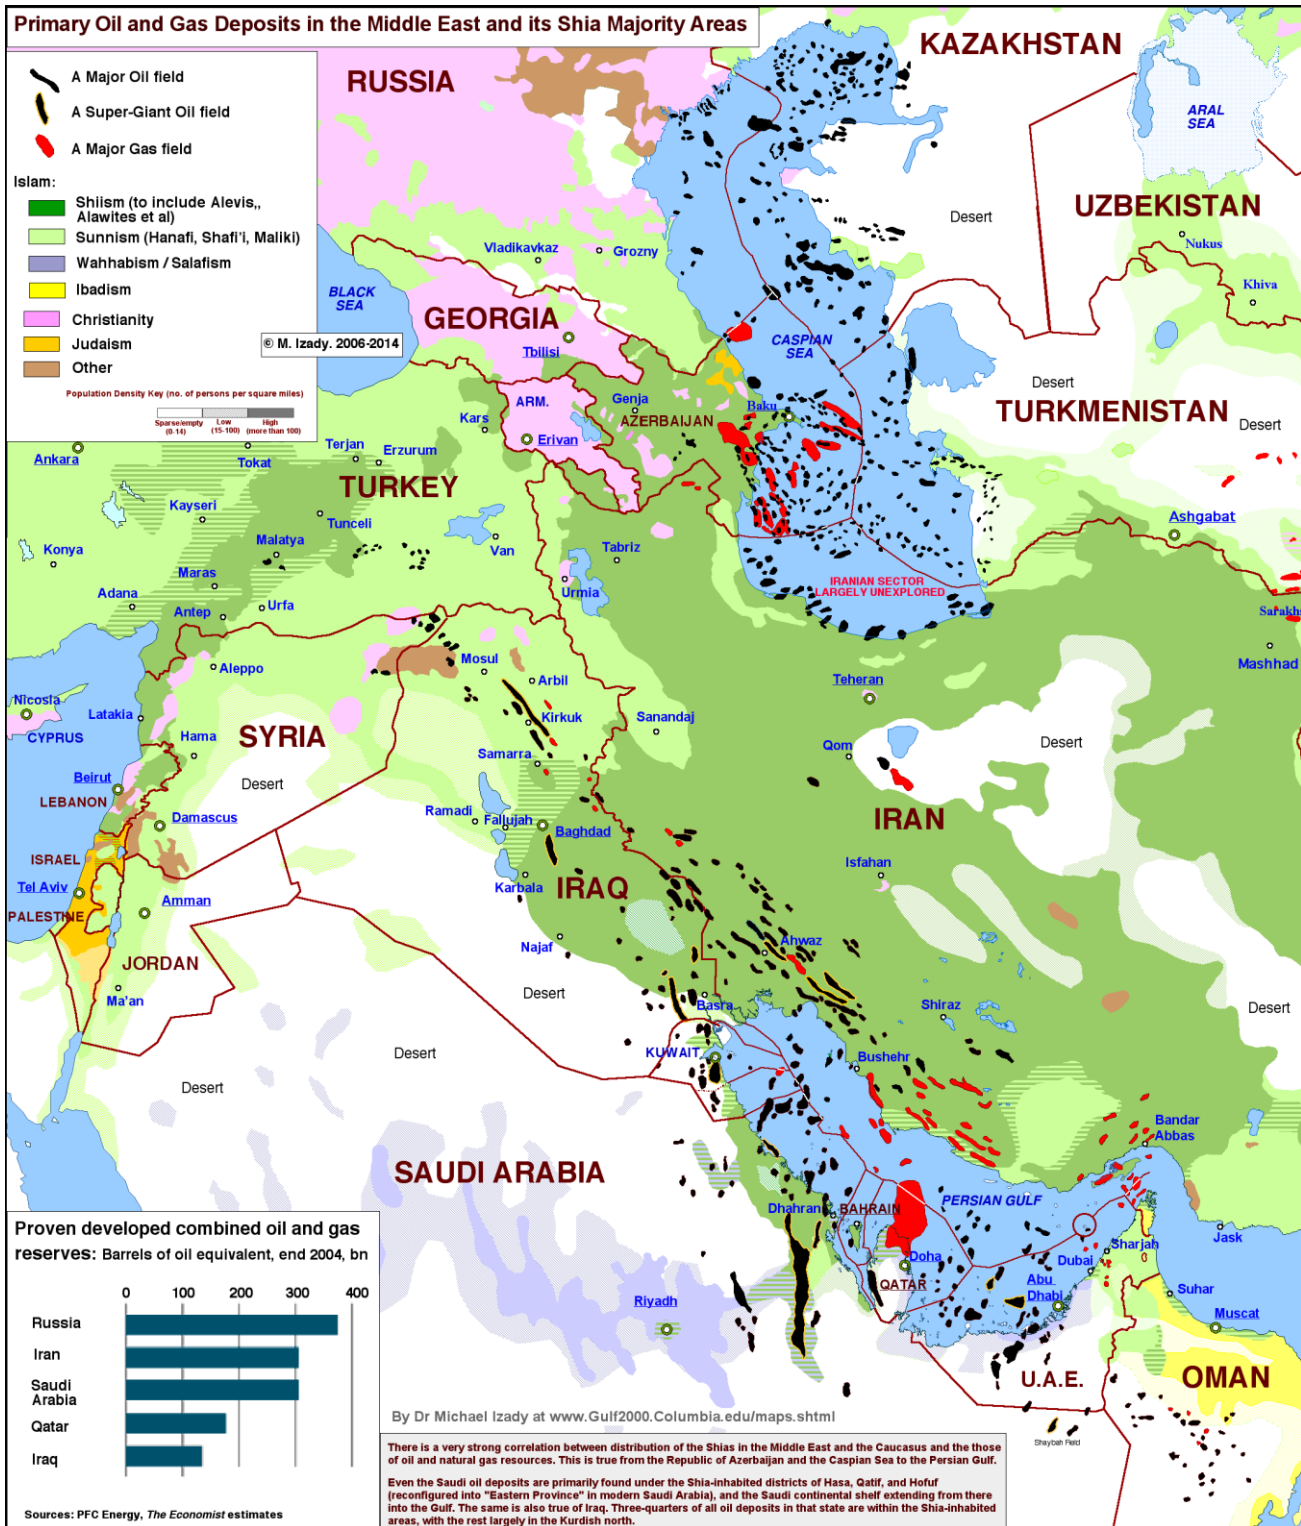 Primary Oil and Gas Deposits in the Middle East and its Shia Majority Areas
A Major Oil field
A Super-Giant Oil field
A Major Gas field
Islam:
Shiism (to include Alevis,,
Alawites et al)
Sunnism (Hanafi, Shafi'i, Maliki)
Wahhabism / Salafism
Ibadism
Christianity
Judaism
Other
Population Density Key (no. of persons per square miles)
Sparse/empty
(0-14)
Low
(15-100)
High
(more than 100)
© M. Izady. 2006-2014
RUSSIA
KAZAKHSTAN
ARAL
SEA
Desert
UZBEKISTAN
Nukus
Khiva
Vladikavkaz
Grozny
BLACK
SEA
GEORGIA
Tbilisi
CASPIAN
SEA
Desert
TURKMENISTAN
Desert
ARM.
Genja
AZERBAIJAN
Baku
Kars
Erivan
Ankara
Tokat
Terjan
Erzurum
TURKEY
Kayseri
Tunceli
Ashgabat
Konya
Malatya
Van
Tabriz
Maras
Adana
Urmia
IRANIAN SECTOR
LARGELY UNEXPLORED
Antep
Urfa
Sarakhs
Aleppo
Mosul
Arbil
Mashhad
Teheran
Nicosia
Latakia
Kirkuk
Sanandaj
CYPRUS
Hama
SYRIA
Samarra
Qom
Desert
Beirut
Desert
LEBANON
Damascus
Ramadi
Fallujah
Baghdad
IRAN
ISRAEL
Isfahan
Tel Aviv
Karbala
IRAQ
Amman
PALESTINE
Najaf
Ahwaz
JORDAN
Ma'an
Desert
Basra
Shiraz
Desert
Desert
KUWAIT
Bushehr
Desert
Bandar
Abbas
SAUDI ARABIA
PERSIAN GULF
Dhahran
BAHRAIN
Jask
Doha
Sharjah
Dubai
QATAR
Abu
Dhabi
Suhar
Riyadh
Muscat
U.A.E.
OMAN
Shaybah Field
Proven developed combined oil and gas
reserves: Barrels of oil equivalent, end 2004, bn
0 100 200 300 400
Russia
Iran
Saudi
Arabia
Qatar
Iraq
Sources: PFC Energy, The Economist estimates
By Dr Michael Izady at www.Gulf2000.Columbia.edu/maps.shtml
There is a very strong correlation between distribution of the Shias in the Middle East and the Caucasus and the those
of oil and natural gas resources. This is true from the Republic of Azerbaijan and the Caspian Sea to the Persian Gulf.
Even the Saudi oil deposits are primarily found under the Shia-inhabited districts of Hasa, Qatif, and Hofuf
(reconfigured into "Eastern Province" in modern Saudi Arabia), and the Saudi continental shelf extending from there
into the Gulf. The same is also true of Iraq. Three-quarters of all oil deposits in that state are within the Shia-inhabited
areas, with the rest largely in the Kurdish north.